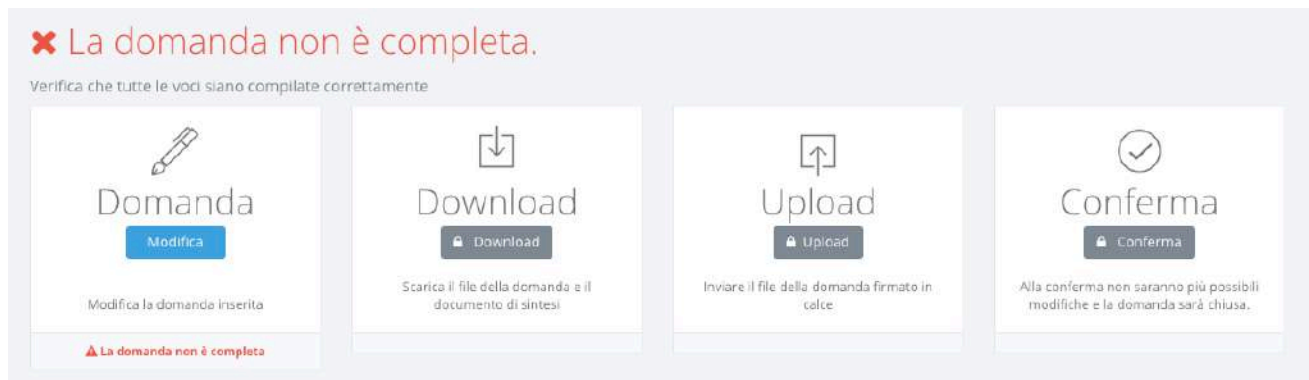 La domanda non è completa.
Verifica che tutte le voci siano compilate correttamente
Domanda
Modifica
Modifica la domanda inserita
La domanda non è completa
Download
Download
Scarica il file della domanda e il
documento di sintesi
Upload
Upload
Inviare il file della domanda firmato in
calce
Conferma
Conferma
Alla conferma non saranno più possibili
modifiche e la domanda sarà chiusa.